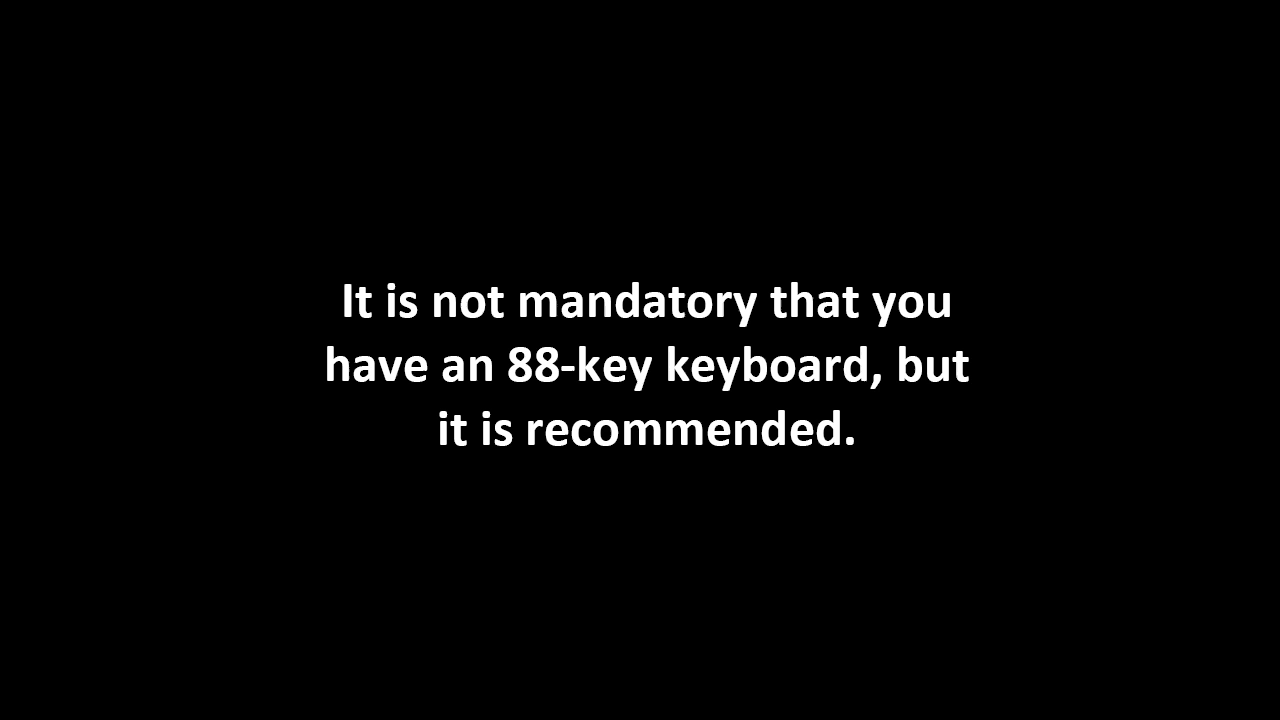 It is not mandatory that you
have an 88-key keyboard, but
it is recommended.